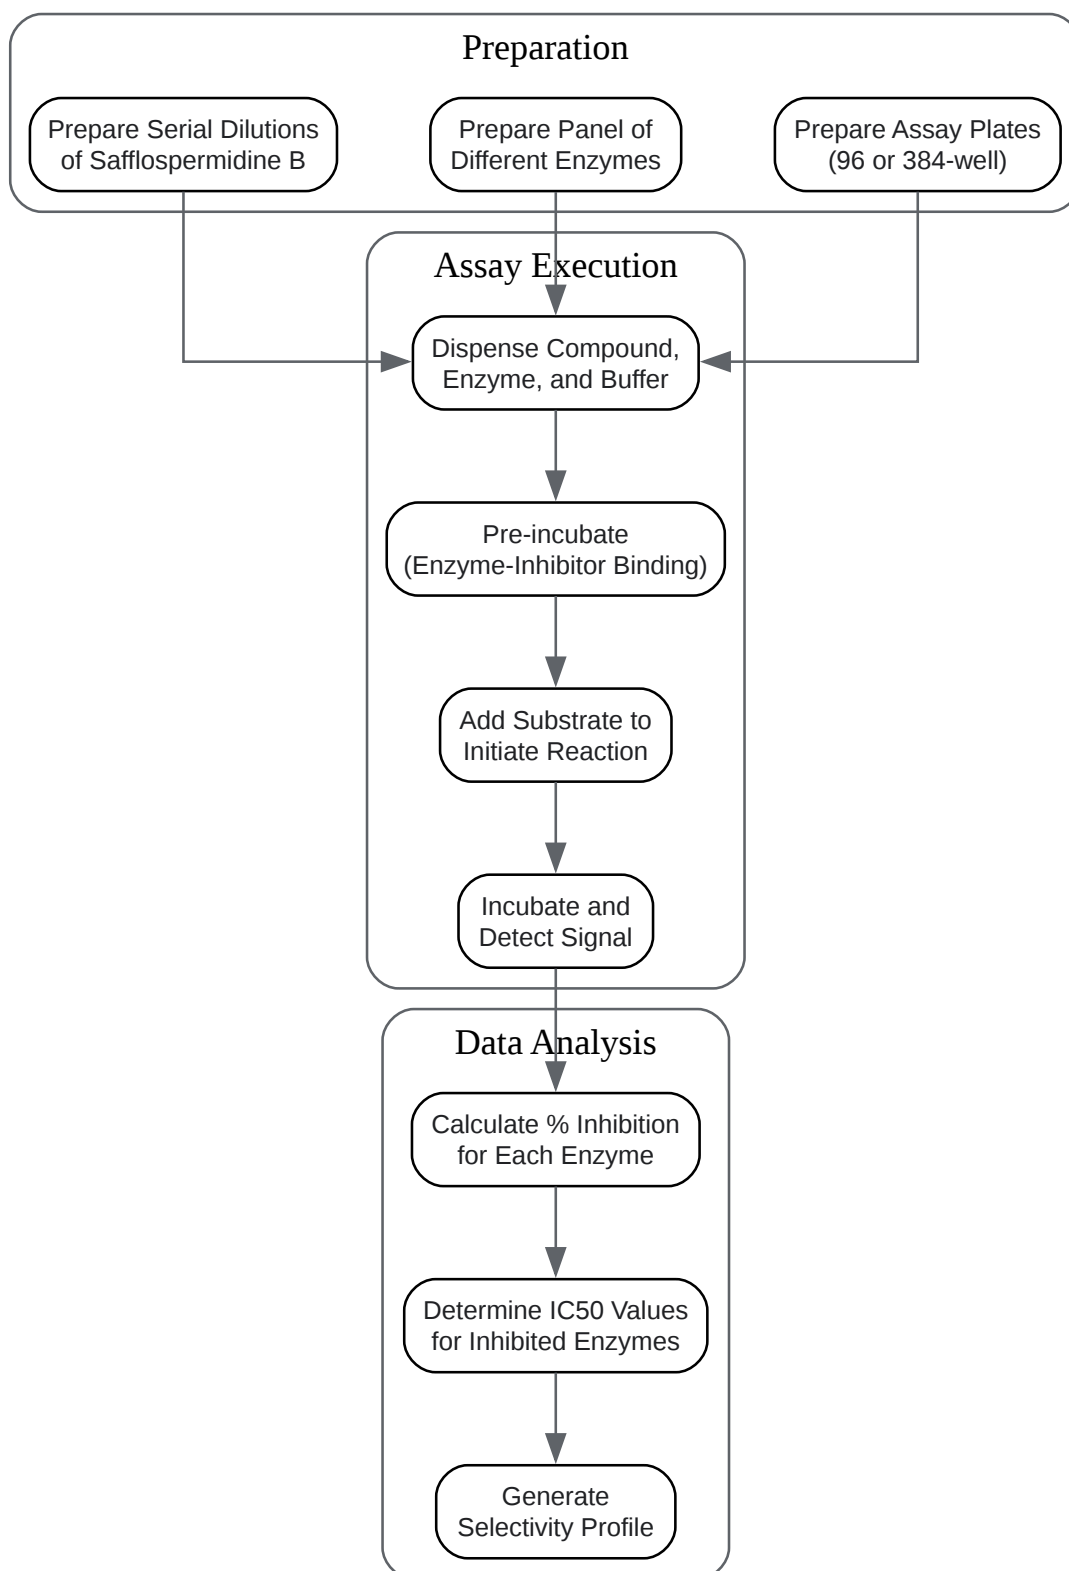 Preparation
Prepare Serial Dilutions
of Safflospermidine B
Prepare Panel of
Different Enzymes
Prepare Assay Plates
(96 or 384-well)
Assay Execution
Dispense Compound,
Enzyme, and Buffer
Pre-incubate
(Enzyme-Inhibitor Binding)
Add Substrate to
Initiate Reaction
Incubate and
Detect Signal
Data Analysis
Calculate % Inhibition
for Each Enzyme
Determine IC50 Values
for Inhibited Enzymes
Generate
Selectivity Profile